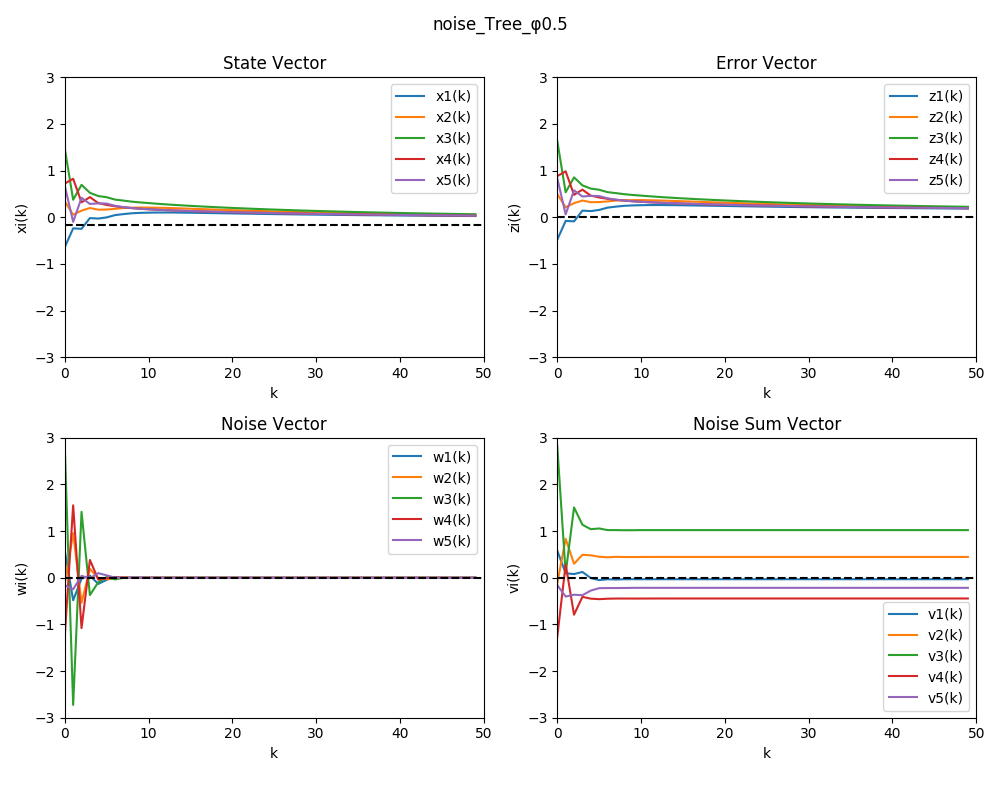 noise_Tree_φ0.5
State Vector
3
2
1
0
−1
−2
−3
xi(k)
x1(k)
x2(k)
x3(k)
x4(k)
x5(k)
0 10 20 30 40 50
k
Error Vector
3
2
1
0
−1
−2
−3
zi(k)
z1(k)
z2(k)
z3(k)
z4(k)
z5(k)
0 10 20 30 40 50
k
Noise Vector
3
2
1
0
−1
−2
−3
wi(k)
w1(k)
w2(k)
w3(k)
w4(k)
w5(k)
0 10 20 30 40 50
k
Noise Sum Vector
3
2
1
0
−1
−2
−3
vi(k)
v1(k)
v2(k)
v3(k)
v4(k)
v5(k)
0 10 20 30 40 50
k